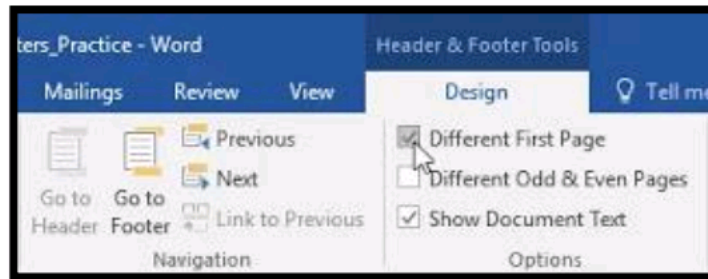 ters_Practice - Word
Header & Footer Tools
Mailings Review View Design Tell me
Go to Header
Go to Footer
Previous
Next
Link to Previous
Navigation
Different First Page
Different Odd & Even Pages
Show Document Text
Options